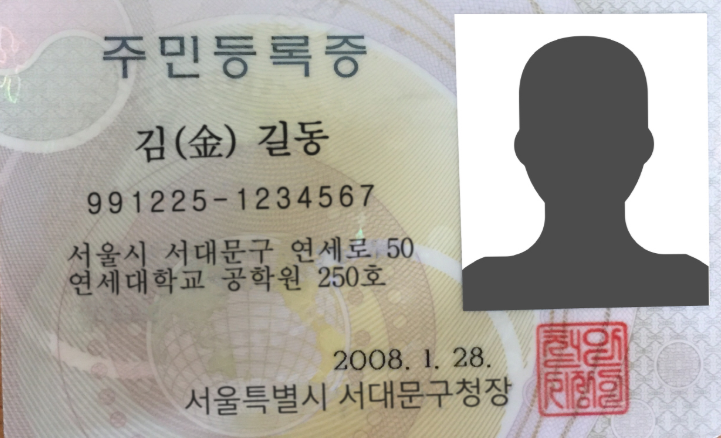 주민등록증
김(金) 길동
991225-1234567
서울시 서대문구 연세로 50
연세대학교 공학원 250호
2008. 1. 28.
서울특별시 서대문구청장